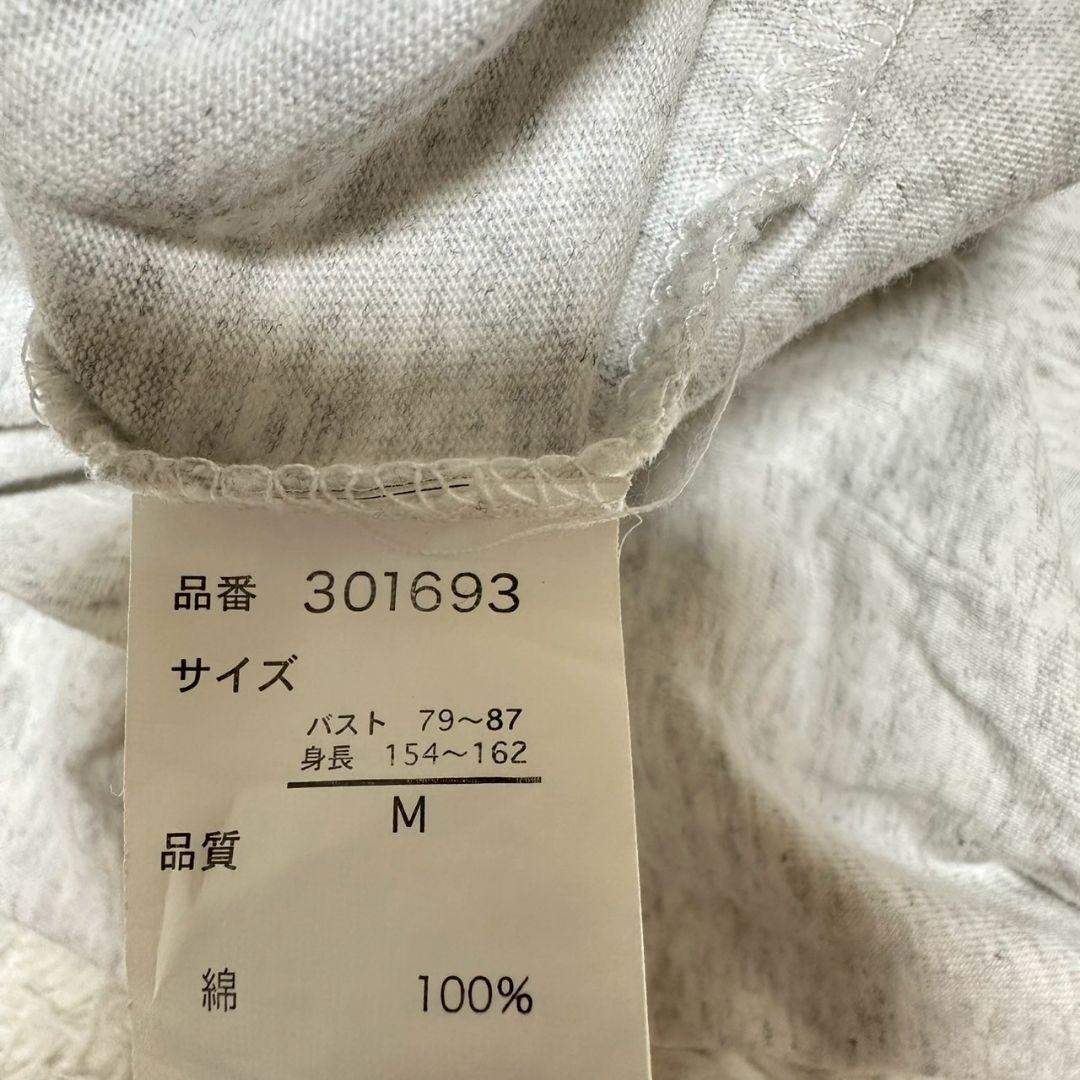 品番 301693
サイズ
バスト 79～87
身長 154～162
M
品質
綿 100%